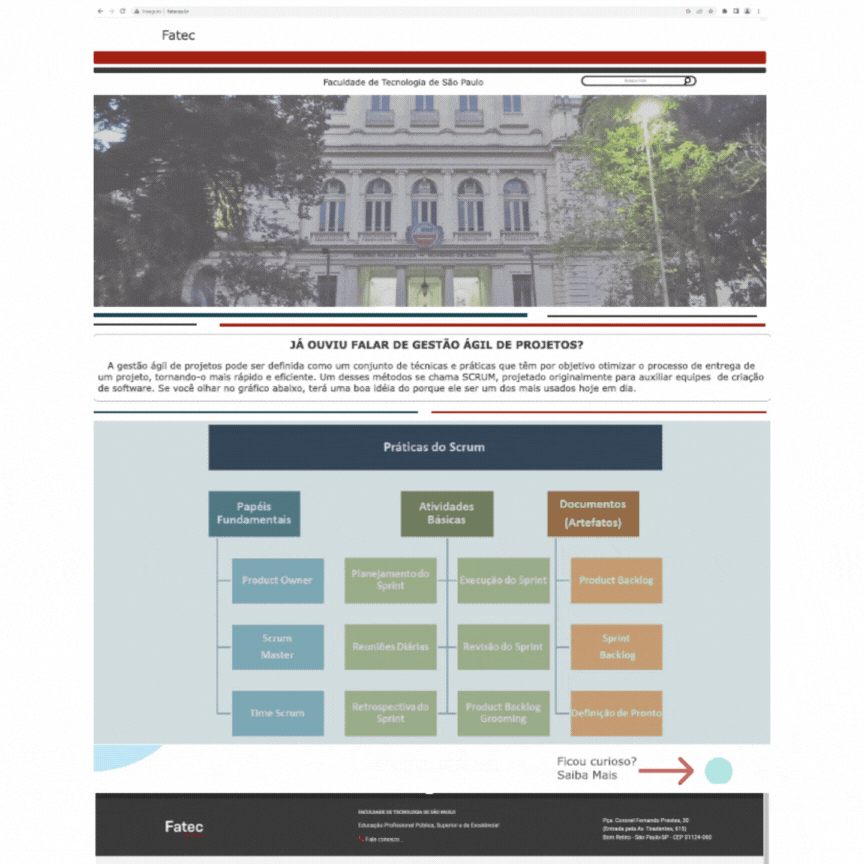 Fatec
Faculdade de Tecnologia de São Paulo
JÁ OUVIU FALAR DE GESTÃO ÁGIL DE PROJETOS?
A gestão ágil de projetos pode ser definida como um conjunto de técnicas e práticas que têm por objetivo otimizar o processo de entrega de
um projeto, tornando-o mais rápido e eficiente. Um desses métodos se chama SCRUM, projetado originalmente para auxiliar equipes de criação
de software. Se você olhar no gráfico abaixo, terá uma boa idéia do porque ele ser um dos mais usados hoje em dia.
Práticas do Scrum
Papéis
Fundamentais
Atividades
Básicas
Documentos
(Artefatos)
Product Owner
Planejamento do
Sprint
Execução do Sprint
Product Backlog
Scrum
Master
Reuniões Diárias
Revisão do Sprint
Sprint
Backlog
Time Scrum
Retrospectiva do
Sprint
Product Backlog
Grooming
Definição de Pronto
Ficou curioso?
Saiba Mais
Fatec
FACULDADE DE TECNOLOGIA DE SÃO PAULO
Educação Profissional Pública, Superior e de Excelência!
Fale conosco...
Pça. Coronel Fernando Prestes, 30
(Entrada pela Av. Tiradentes, 615)
Bom Retiro - São Paulo-SP - CEP 01124-060